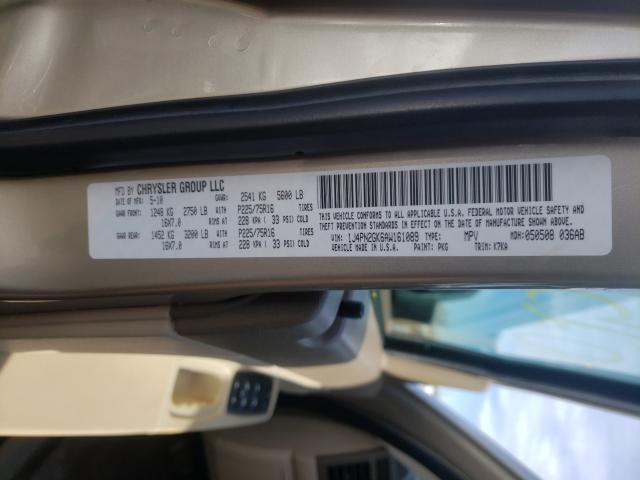 MFD BY CHRYSLER GROUP LLC
DATE OF MFR: 5-10 GVWR: 2541 KG 5600 LB
GAWR FRONT: 1248 KG 2750 LB WITH P225/75R16 TIRES
16X7.0 RIMS AT 228 KPA ( 33 PSI) COLD
GAWR REAR: 1452 KG 3200 LB WITH P225/75R16 TIRES
16X7.0 RIMS AT 228 KPA ( 33 PSI) COLD
THIS VEHICLE CONFORMS TO ALL APPLICABLE U.S.A. FEDERAL MOTOR VEHICLE SAFETY, BUMPER, AND
THEFT PREVENTION STANDARDS IN EFFECT ON THE DATE OF MANUFACTURE SHOWN ABOVE.
VIN: 1J4PN2GK6AW161089 TYPE: MPV MDH: 050508 036AB
VEHICLE MADE IN U.S.A. PAINT: PKG TRIM: K7KA